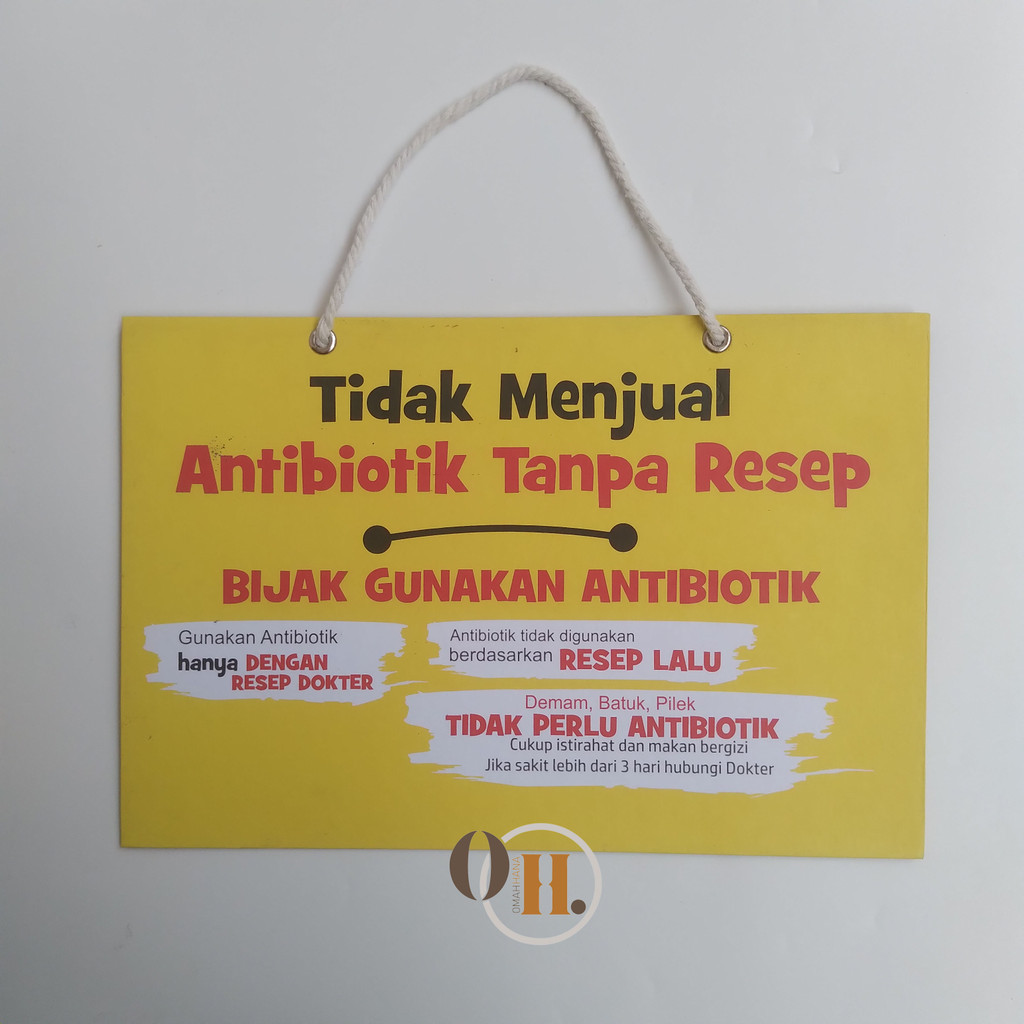 Tidak Menjual
Antibiotik Tanpa Resep
BIJAK GUNAKAN ANTIBIOTIK
Gunakan Antibiotik
hanya DENGAN
RESEP DOKTER
Antibiotik tidak digunakan
berdasarkan RESEP LALU
Demam, Batuk, Pilek
TIDAK PERLU ANTIBIOTIK
Cukup istirahat dan makan bergizi
Jika sakit lebih dari 3 hari hubungi Dokter
OH.
OMAHHANA